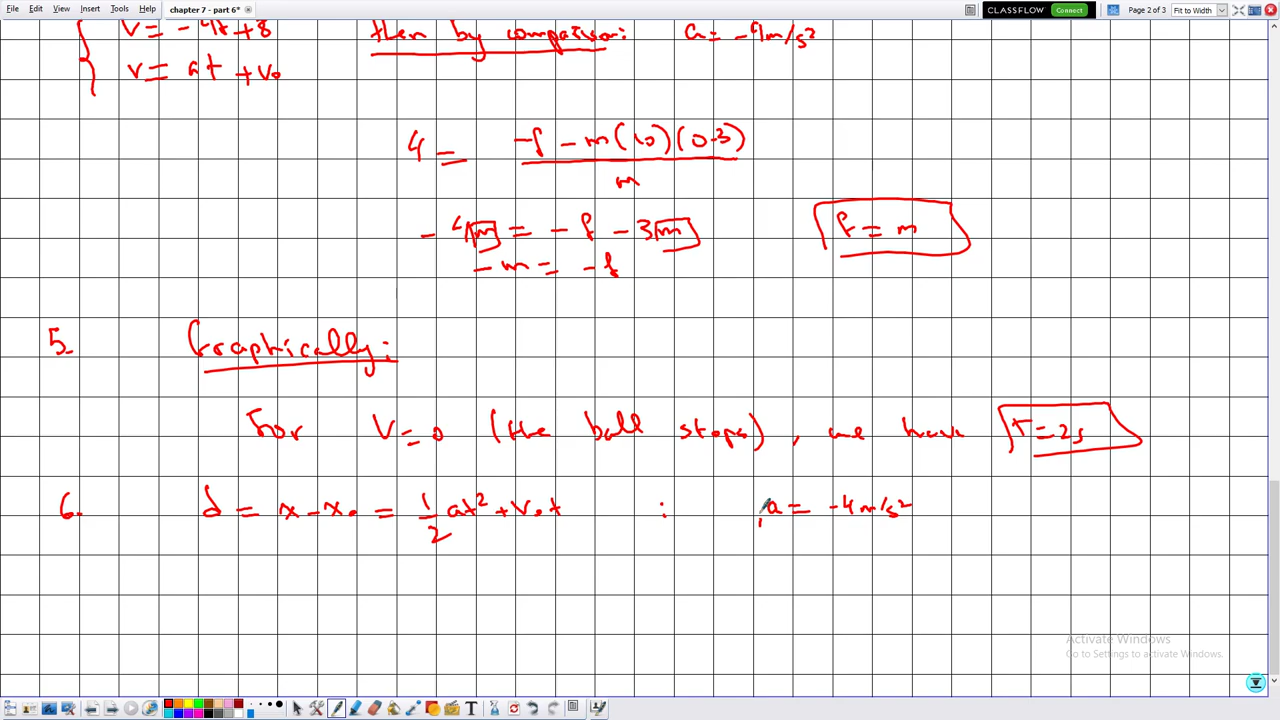 File Edit View Insert Tools Help chapter 7 - part 6* × CLASSFLOW Connect Page 2 of 3 Fit to Width
v = -4t+8 then by comparison: a = -4m/s²
v = at + v₀
4 = -f - m(10)(0.3)
m
- 4m = - f - 3m f = m
- m = - f
5. Graphically:
For V=0 (the ball stops), we have t=2s
6. d = x - x₀ = 1/2 at² + v₀t : a = -4m/s²
Activate Windows
Go to Settings to activate Windows.